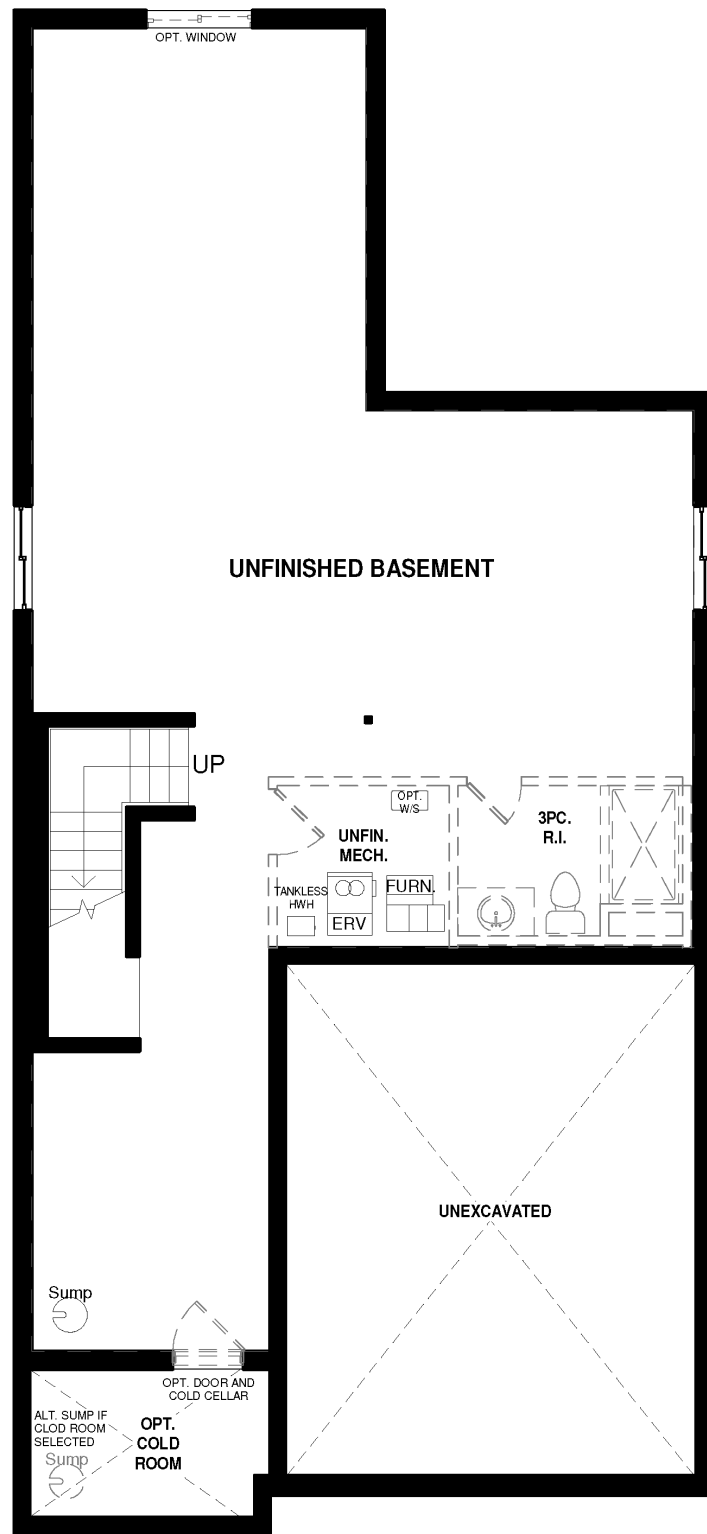 OPT. WINDOW
UNFINISHED BASEMENT
UP
OPT.
W/S
UNFIN.
MECH.
3PC.
R.I.
TANKLESS
HWH
FURN.
ERV
UNEXCAVATED
Sump
OPT. DOOR AND
COLD CELLAR
ALT. SUMP IF
CLOD ROOM
SELECTED
Sump
OPT.
COLD
ROOM